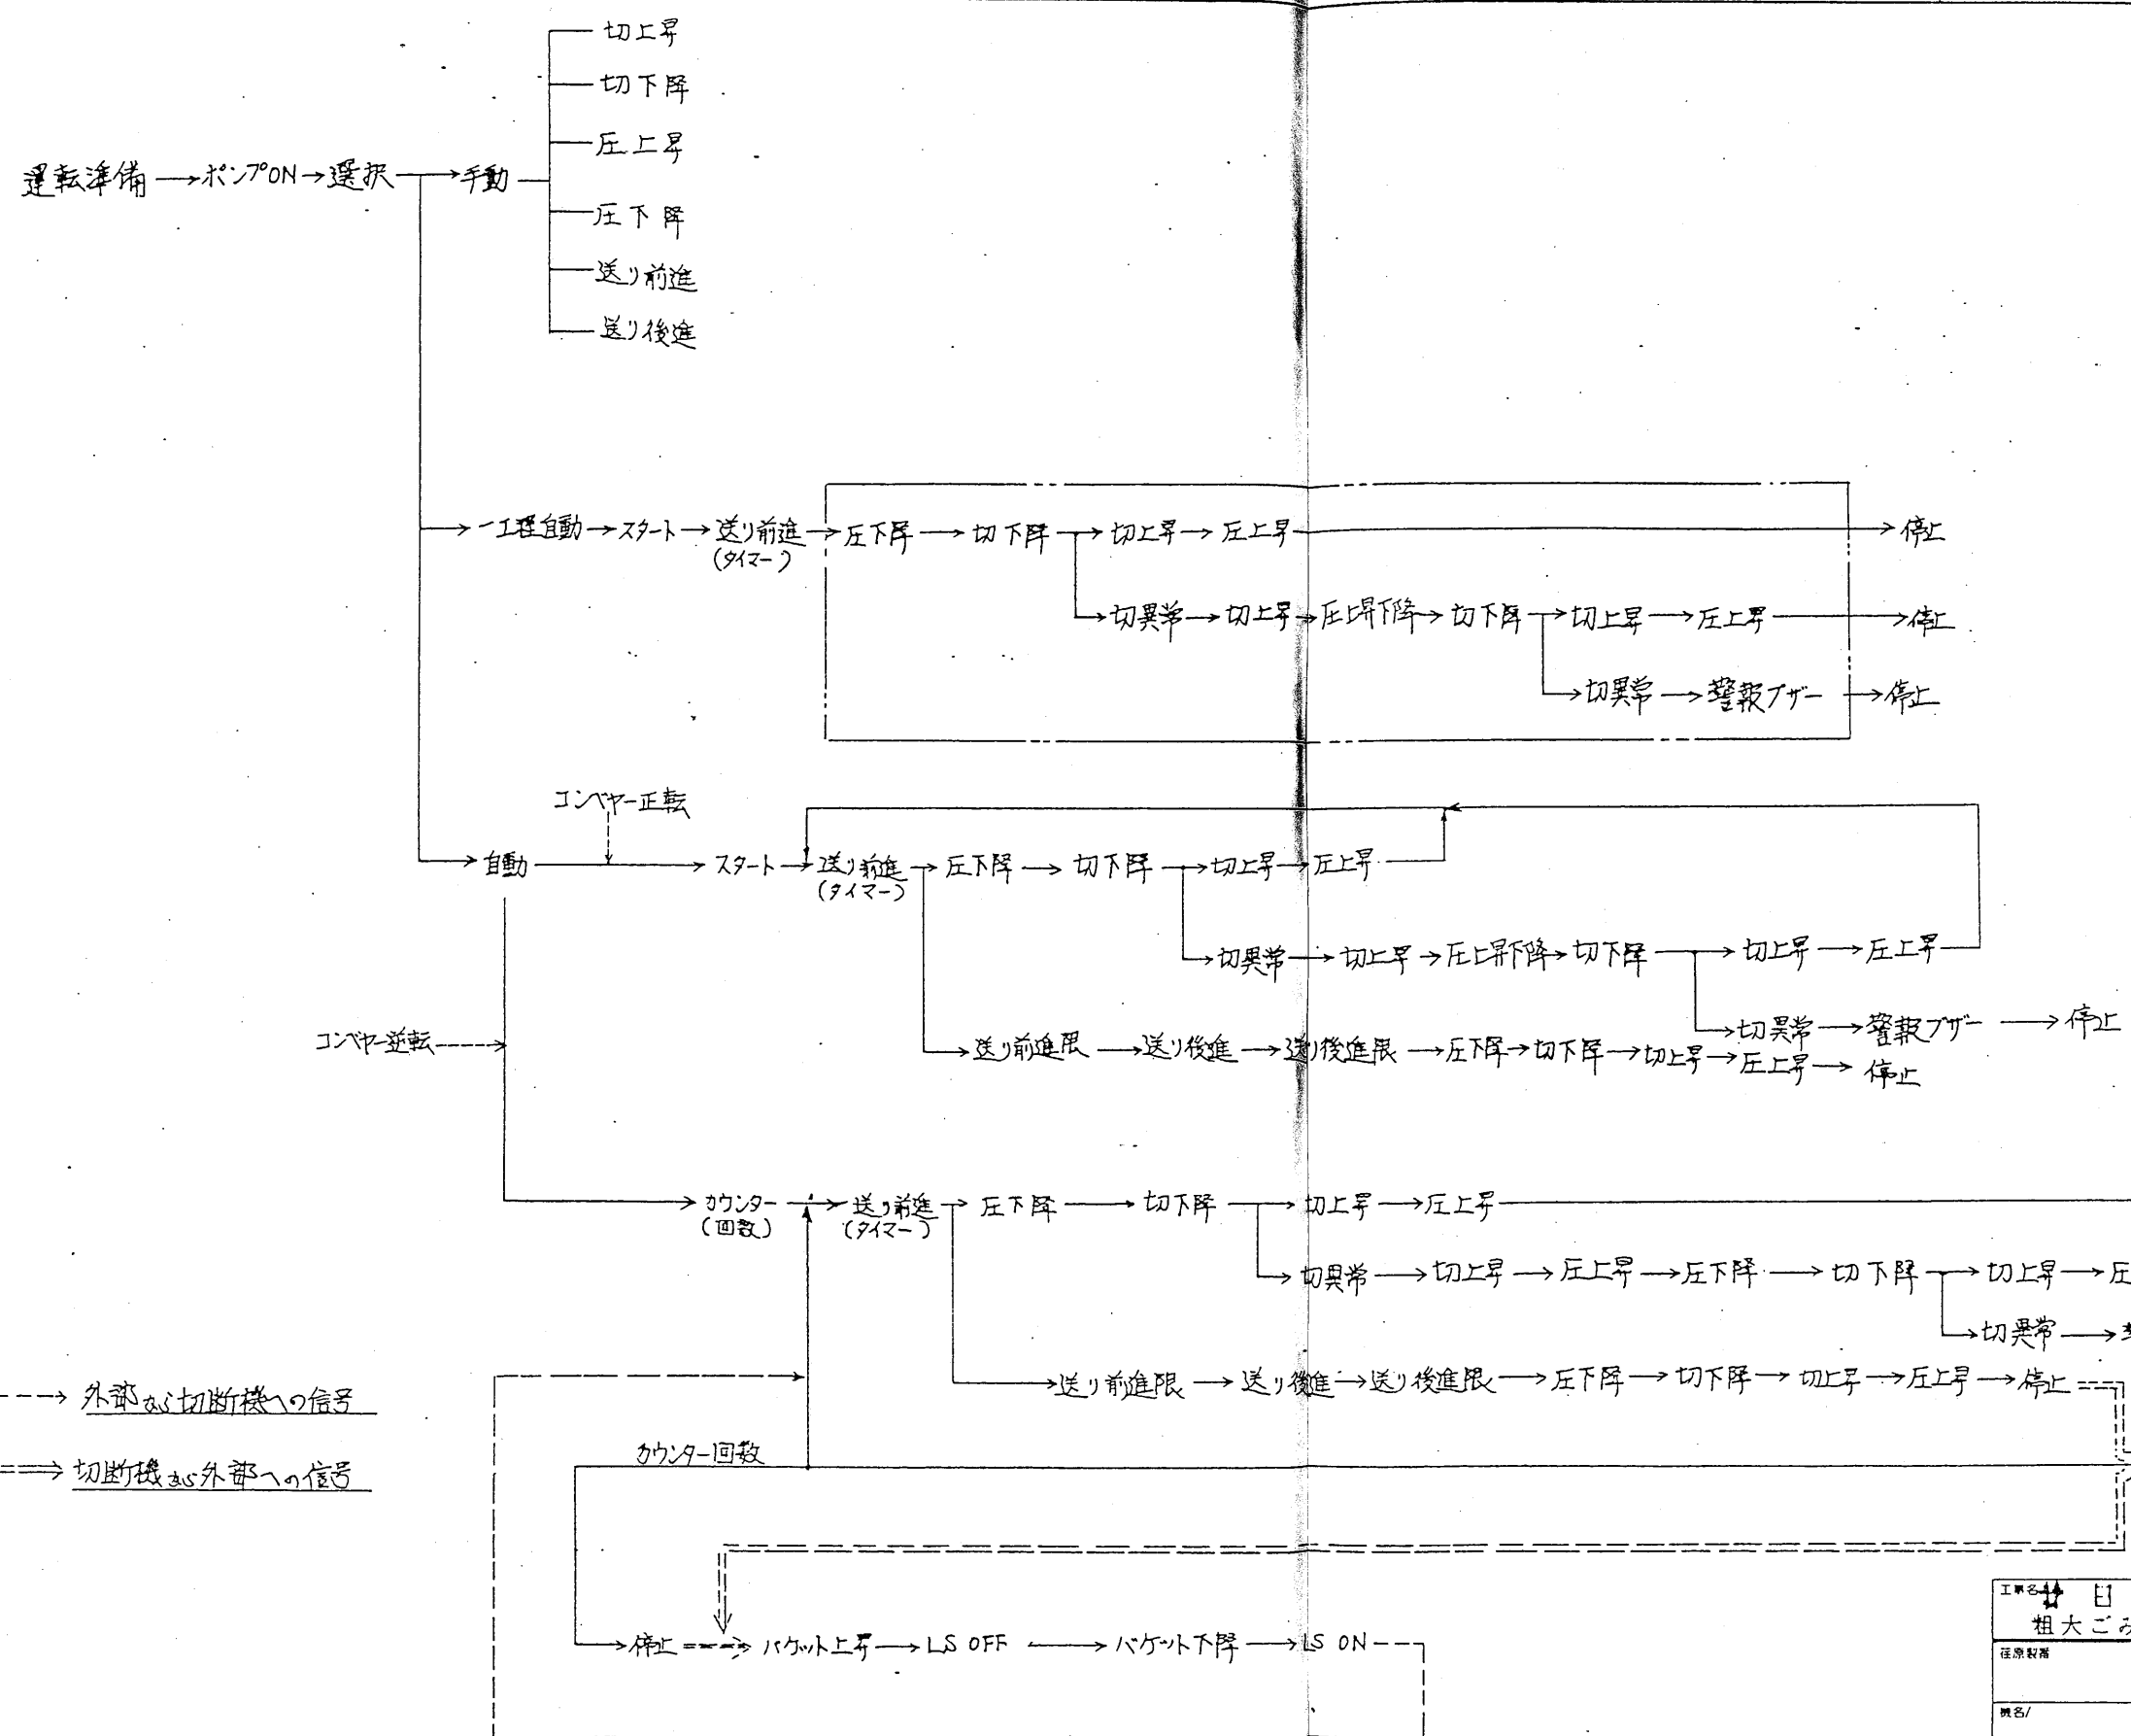 切上昇
切下降
圧上昇
運転準備 → ポンプON → 選択 → 手動
圧下降
送り前進
送り後進
一工程自動 → スタート → 送り前進 → 圧下降 → 切下降 → 切上昇 → 圧上昇 → 停止
(タイマー)
切異常 → 切上昇 → 圧上昇下降 → 切下降 → 切上昇 → 圧上昇 → 停止
切異常 → 警報ブザー → 停止
コンベヤー正転
自動 → スタート → 送り前進 → 圧下降 → 切下降 → 切上昇 → 圧上昇
(タイマー)
切異常 → 切上昇 → 圧上昇下降 → 切下降 → 切上昇 → 圧上昇
切異常 → 警報ブザー → 停止
コンベヤー逆転
送り前進限 → 送り後進 → 送り後進限 → 圧下降 → 切下降 → 切上昇 → 圧上昇 → 停止
カウンター → 送り前進 → 圧下降 → 切下降 → 切上昇 → 圧上昇
(回数) (タイマー)
切異常 → 切上昇 → 圧上昇 → 圧下降 → 切下降 → 切上昇 → 圧
切異常 →
送り前進限 → 送り後進 → 送り後進限 → 圧下降 → 切下降 → 切上昇 → 圧上昇 → 停止
外部から切断機への信号
カウンター回数
切断機から外部への信号
停止 ⇒ バケット上昇 → LS OFF → バケット下降 → LS ON
工事名
粗大ごみ
荏原製
機名/